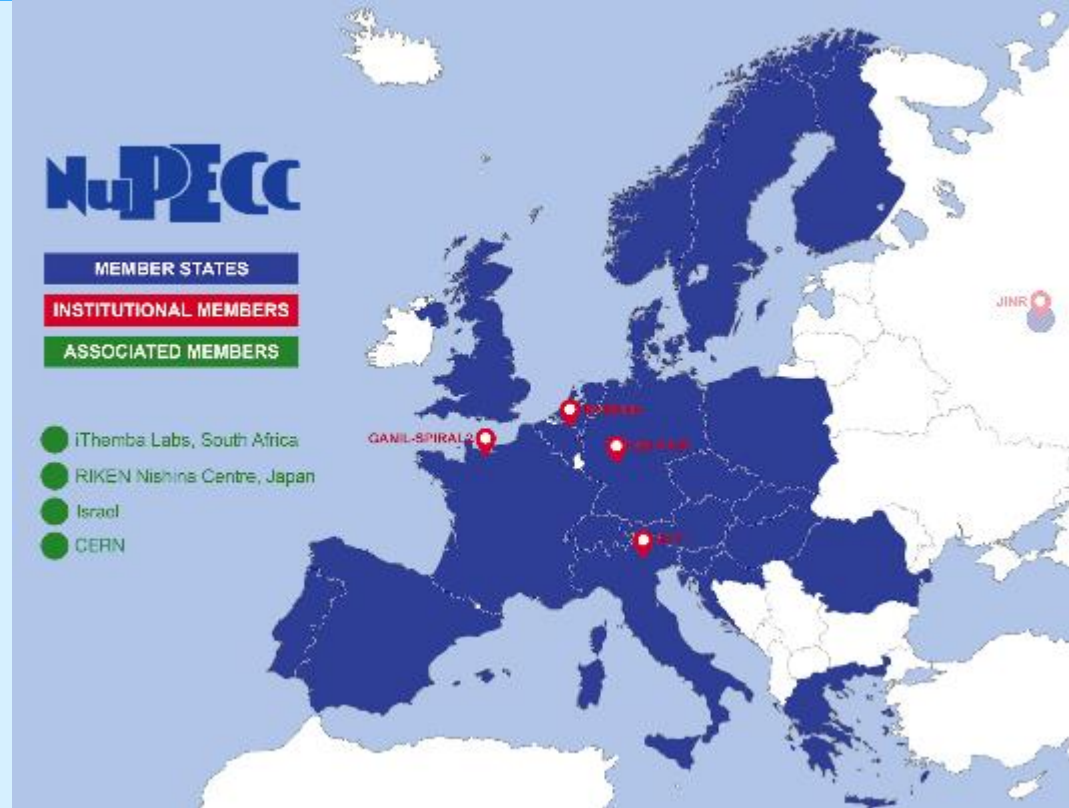 NuPECC
MEMBER STATES
INSTITUTIONAL MEMBERS
ASSOCIATED MEMBERS
JINR
GANIL-SPIRAL2
iThemba Labs, South Africa
RIKEN Nishina Centre, Japan
Israel
CERN